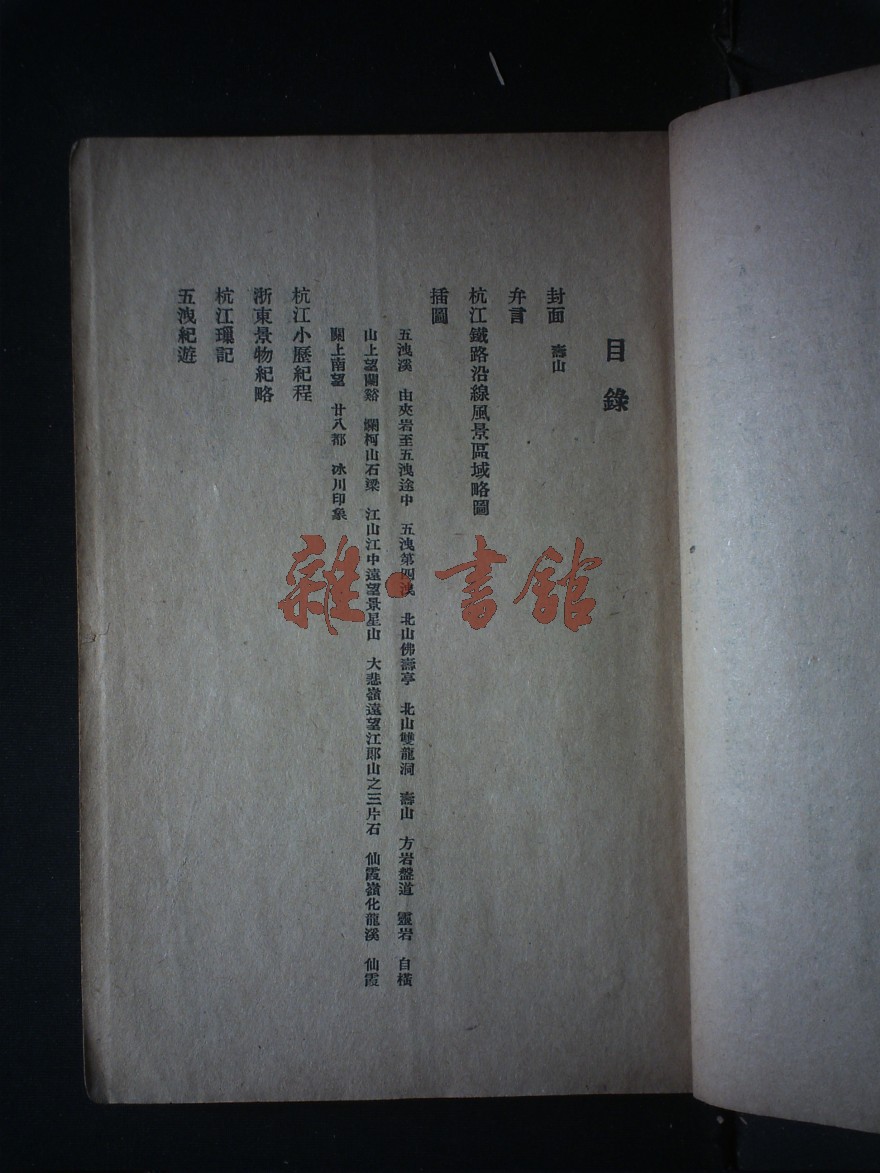 目錄
封面 壽山
弁言
杭江鐵路沿線風景區域略圖
插圖
五洩溪 由夾岩至五洩途中 五洩第四洩 北山佛壽亭 北山雙龍洞 壽山 方岩盤道 靈岩 自橫
山上望蘭谿 爛柯山石梁 江山江中遠望景星山 大悲嶺遠望江郎山之三片石 仙霞嶺化龍溪 仙霞
關上南望 廿八都 冰川印象
杭江小歷紀程
浙東景物紀略
杭江瓅記
五洩紀遊
雜·書館